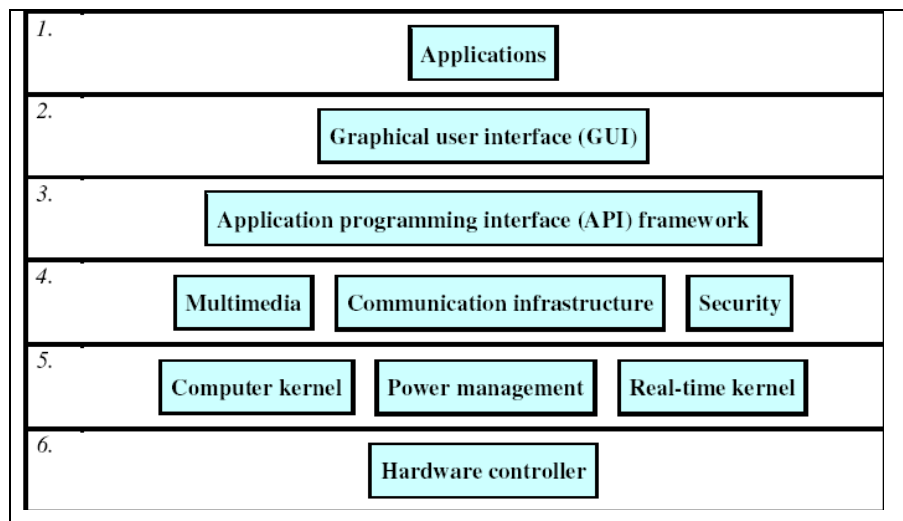 1.
Applications
2.
Graphical user interface (GUI)
3.
Application programming interface (API) framework
4.
Multimedia Communication infrastructure Security
5.
Computer kernel Power management Real-time kernel
6.
Hardware controller